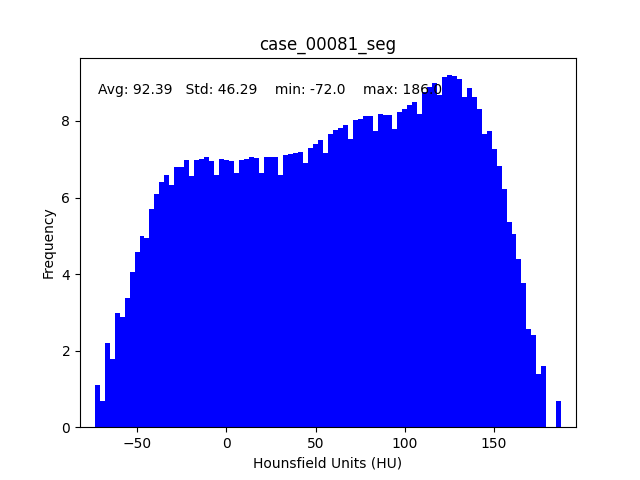 case_00081_seg
Avg: 92.39 Std: 46.29 min: -72.0 max: 186.0
8
6
4
2
0
Frequency
−50 0 50 100 150
Hounsfield Units (HU)